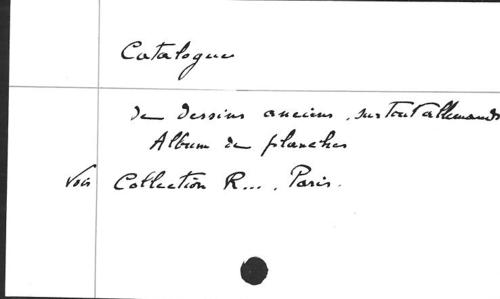 Catalogue
de dessins anciens, surtout allemands
Album de planches
Voir Collection R... , Paris.